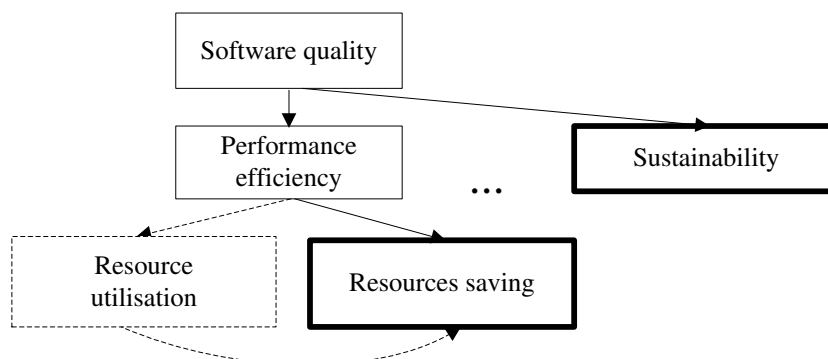 Software quality
Performance
efficiency
...
Sustainability
Resource
utilisation
Resources saving